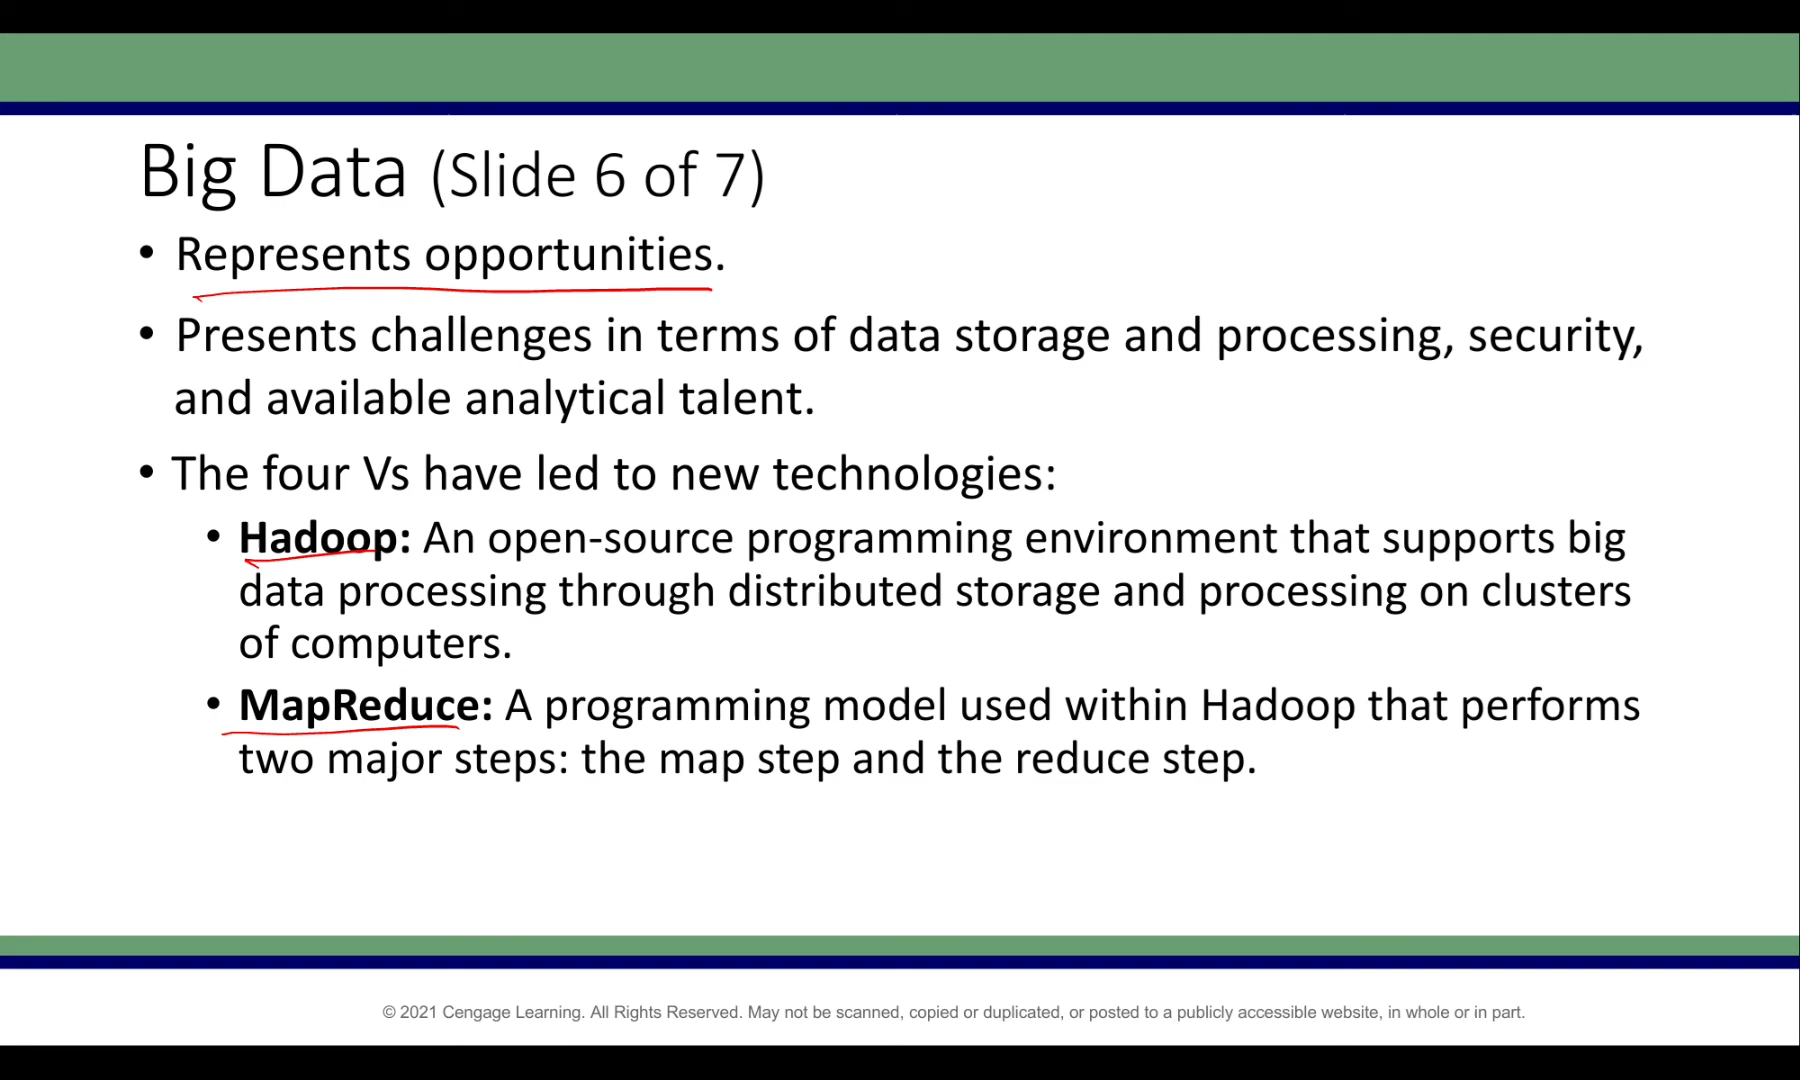 Big Data (Slide 6 of 7)
• Represents opportunities.
• Presents challenges in terms of data storage and processing, security,
and available analytical talent.
• The four Vs have led to new technologies:
• Hadoop: An open-source programming environment that supports big
data processing through distributed storage and processing on clusters
of computers.
• MapReduce: A programming model used within Hadoop that performs
two major steps: the map step and the reduce step.
© 2021 Cengage Learning. All Rights Reserved. May not be scanned, copied or duplicated, or posted to a publicly accessible website, in whole or in part.